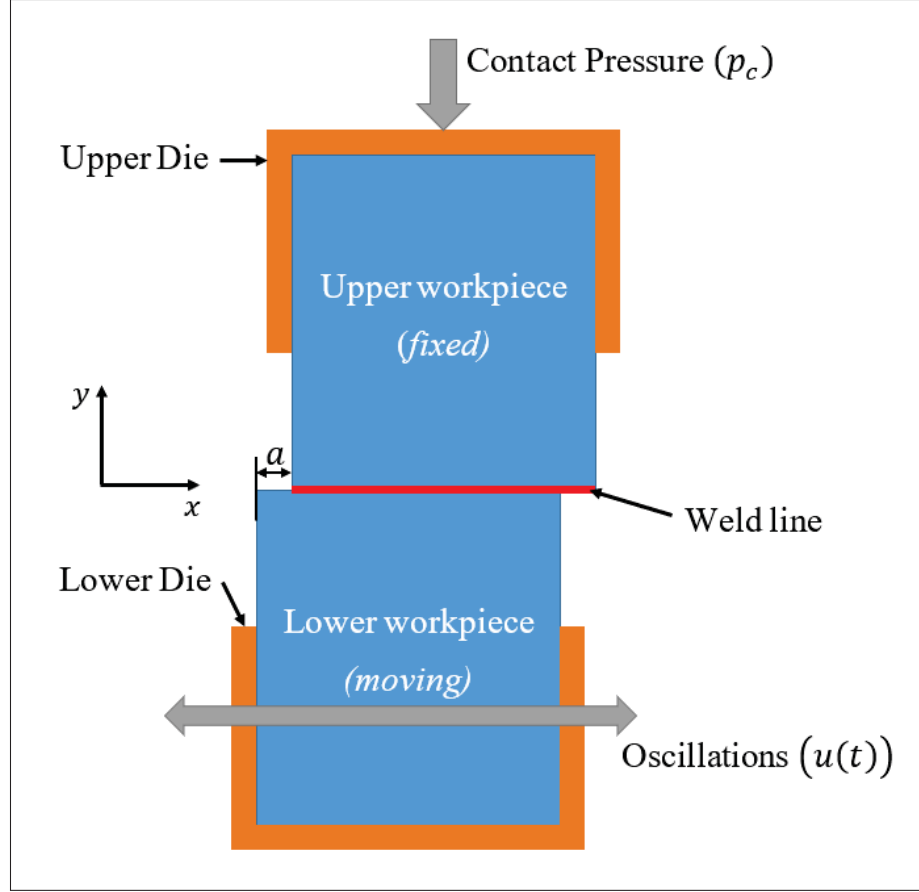 Contact Pressure (p_c)
Upper Die
Upper workpiece
(fixed)
y
x
a
Weld line
Lower Die
Lower workpiece
(moving)
Oscillations (u(t))